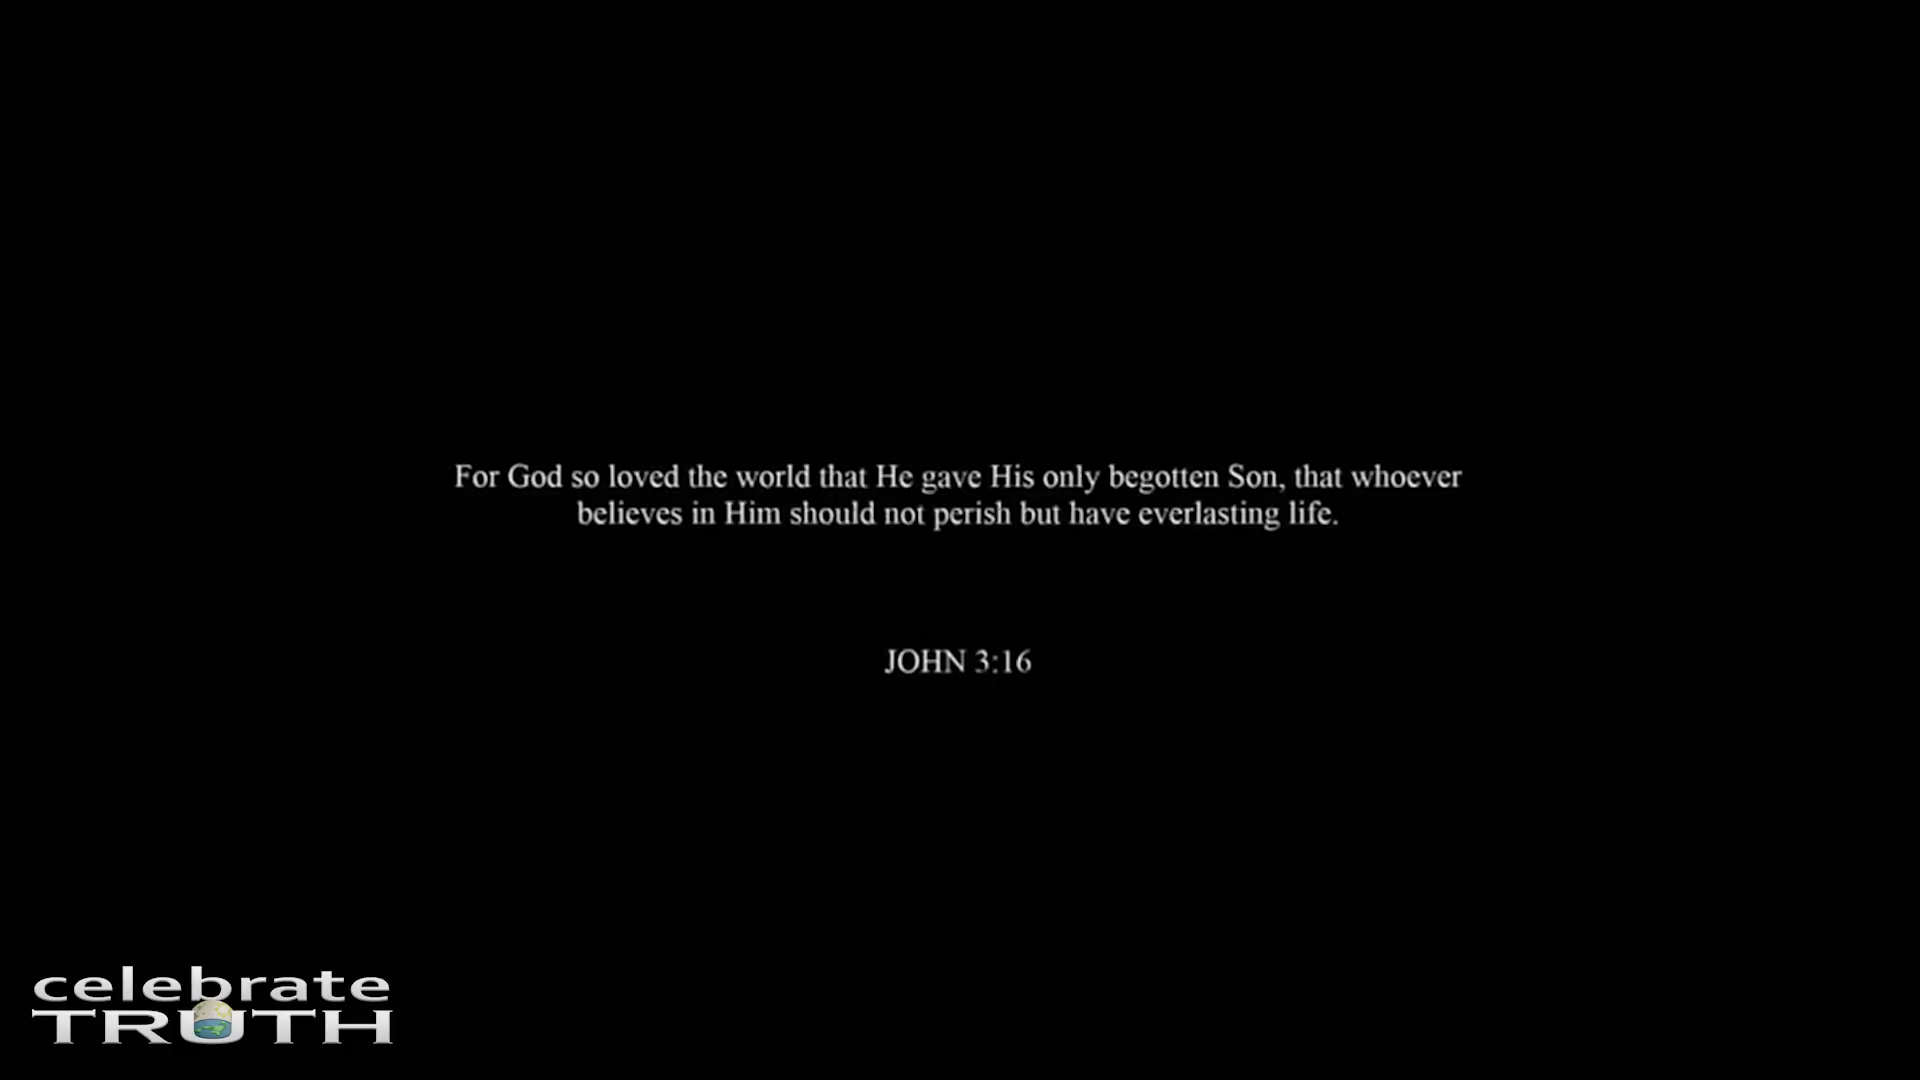 For God so loved the world that He gave His only begotten Son, that whoever
believes in Him should not perish but have everlasting life.
JOHN 3:16
celebrate
TRUTH